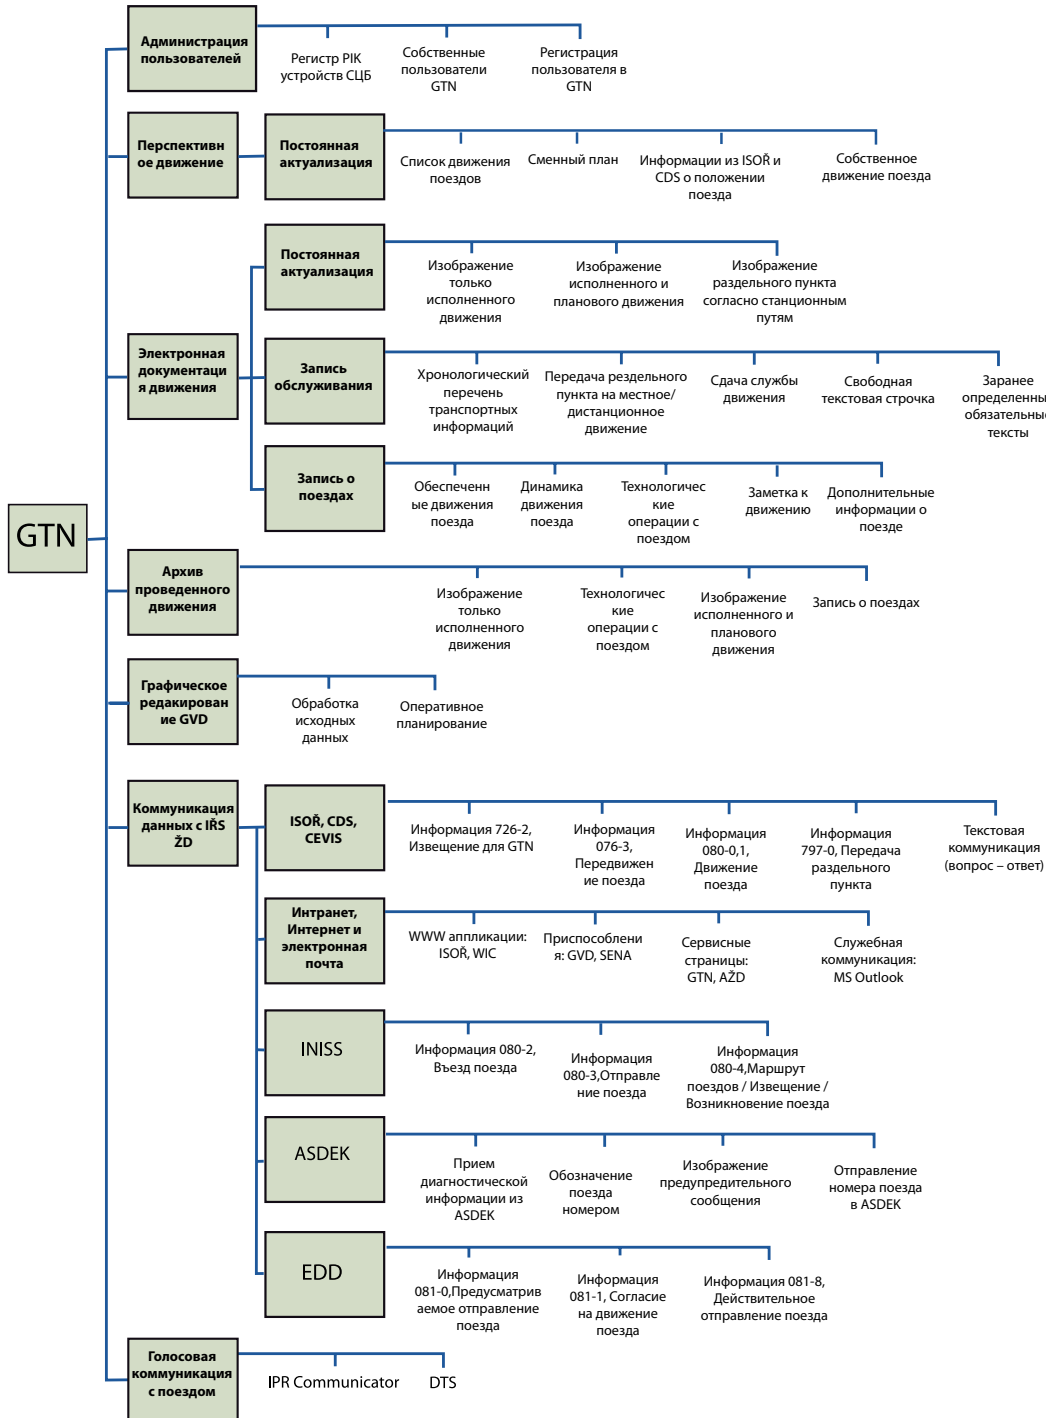 Администрация
пользователей
Регистр PIK
устройств СЦБ
Собственные
пользователи
GTN
Регистрация
пользователя в
GTN
Перспективн
ое движение
Постоянная
актуализация
Список движения
поездов
Сменный план
Информации из ISOŘ и
CDS о положении
поезда
Собственное
движение поезда
Постоянная
актуализация
Изображение
только
исполненного
движения
Изображение
исполненного и
планового движения
Изображение
раздельного пункта
согласно станционным
путям
Электронная
документаци
я движения
Запись
обслуживания
Хронологический
перечень
транспортных
информаций
Передача рездельного
пункта на местное/
дистанционное
движение
Сдача службы
движения
Свободная
текстовая строчка
Заранее
определенны
обязательны
тексты
Запись о
поездах
Обеспеченн
ые движения
поезда
Динамика
движения
поезда
Технологичес
кие
операции с
поездом
Заметка к
движению
Дополнительные
информации о
поезде
GTN
Архив
проведенного
движения
Изображение
только
исполненного
движения
Технологичес
кие
операции с
поездом
Изображение
исполненного и
планового
движения
Запись о поездах
Графическое
редакирован
ие GVD
Обработка
исходных
данных
Оперативное
планирование
Коммуникация
данных с IŘS
ŽD
ISOŘ, CDS,
CEVIS
Информация 726-2,
Извещение для GTN
Информация
076-3,
Передвижен
ие поезда
Информация
080-0,1,
Движение
поезда
Информация
797-0, Передача
раздельного
пункта
Текстовая
коммуникация
(вопрос – ответ)
Интранет,
Интернет и
электронная
почта
WWW аппликации:
ISOŘ, WIC
Приспособлени
я: GVD, SENA
Сервисные
страницы:
GTN, AŽD
Служебная
коммуникация:
MS Outlook
INISS
Информация 080-2,
Въезд поезда
Информация
080-3,Отправле
ние поезда
Информация
080-4,Маршрут
поездов / Извещение /
Возникновение поезда
ASDEK
Прием
диагностической
информации из
ASDEK
Обозначение
поезда
номером
Изображение
предупредительного
сообщения
Отправление
номера поезда
в ASDEK
EDD
Информация
081-0,Предусматрив
аемое отправление
поезда
Информация
081-1, Согласие
на движение
поезда
Информация 081-8,
Действительное
отправление поезда
Голосовая
коммуникация
с поездом
IPR Communicator
DTS